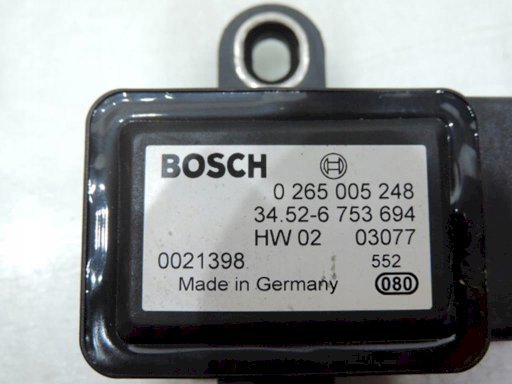 BOSCH
0 265 005 248
34.52-6 753 694
HW 02 03077
0021398 552
Made in Germany 080